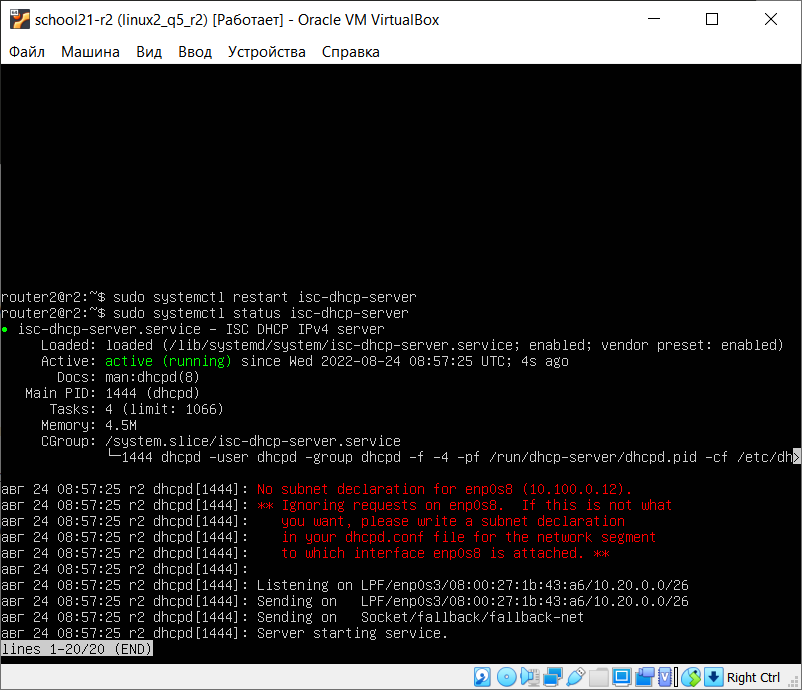 school21-r2 (linux2_q5_r2) [Работает] - Oracle VM VirtualBox
Файл Машина Вид Ввод Устройства Справка
router2@r2:~$ sudo systemctl restart isc-dhcp-server
router2@r2:~$ sudo systemctl status isc-dhcp-server
● isc-dhcp-server.service - ISC DHCP IPv4 server
Loaded: loaded (/lib/systemd/system/isc-dhcp-server.service; enabled; vendor preset: enabled)
Active: active (running) since Wed 2022-08-24 08:57:25 UTC; 4s ago
Docs: man:dhcpd(8)
Main PID: 1444 (dhcpd)
Tasks: 4 (limit: 1066)
Memory: 4.5M
CGroup: /system.slice/isc-dhcp-server.service
└─1444 dhcpd -user dhcpd -group dhcpd -f -4 -pf /run/dhcp-server/dhcpd.pid -cf /etc/dh>
авг 24 08:57:25 r2 dhcpd[1444]: No subnet declaration for enp0s8 (10.100.0.12).
авг 24 08:57:25 r2 dhcpd[1444]: ** Ignoring requests on enp0s8. If this is not what
авг 24 08:57:25 r2 dhcpd[1444]: you want, please write a subnet declaration
авг 24 08:57:25 r2 dhcpd[1444]: in your dhcpd.conf file for the network segment
авг 24 08:57:25 r2 dhcpd[1444]: to which interface enp0s8 is attached. **
авг 24 08:57:25 r2 dhcpd[1444]:
авг 24 08:57:25 r2 dhcpd[1444]: Listening on LPF/enp0s3/08:00:27:1b:43:a6/10.20.0.0/26
авг 24 08:57:25 r2 dhcpd[1444]: Sending on LPF/enp0s3/08:00:27:1b:43:a6/10.20.0.0/26
авг 24 08:57:25 r2 dhcpd[1444]: Sending on Socket/fallback/fallback-net
авг 24 08:57:25 r2 dhcpd[1444]: Server starting service.
lines 1-20/20 (END)
Right Ctrl